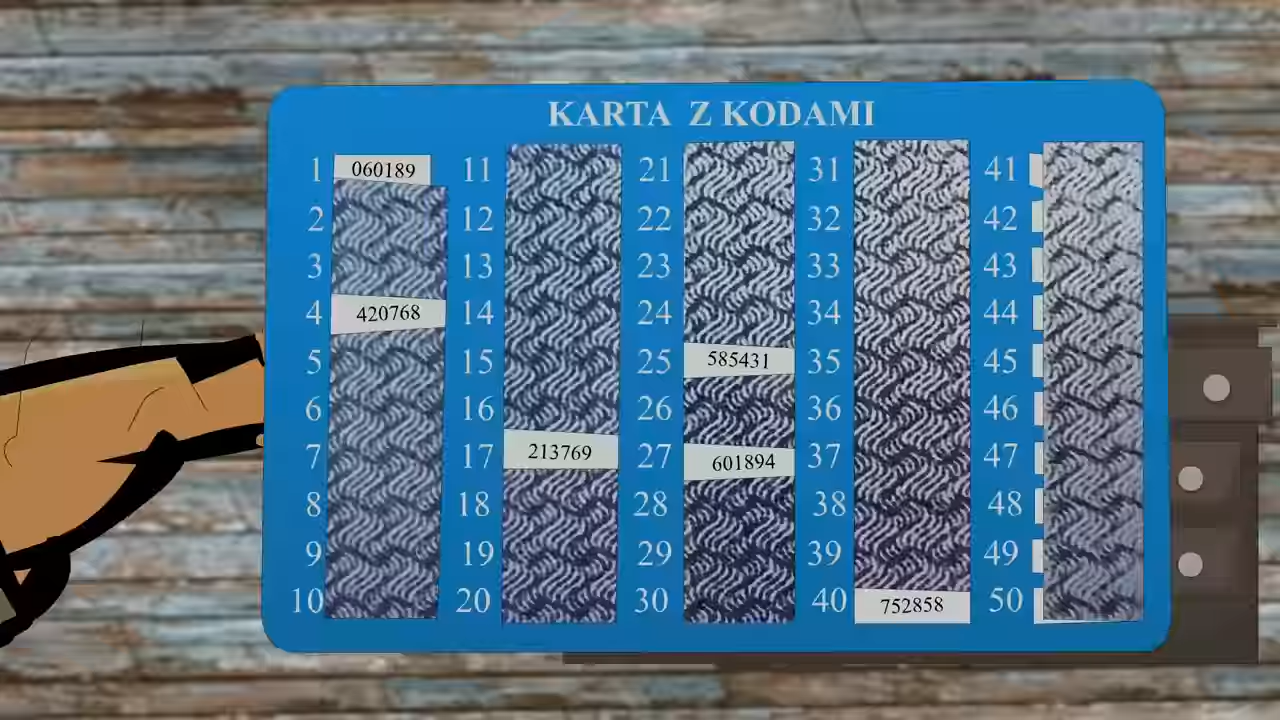 KARTA Z KODAMI
1 060189 11 21 31 41
2 12 22 32 42
3 13 23 33 43
4 420768 14 24 34 44
5 15 25 585431 35 45
6 16 26 36 46
7 17 213769 27 601894 37 47
8 18 28 38 48
9 19 29 39 49
10 20 30 40 752858 50